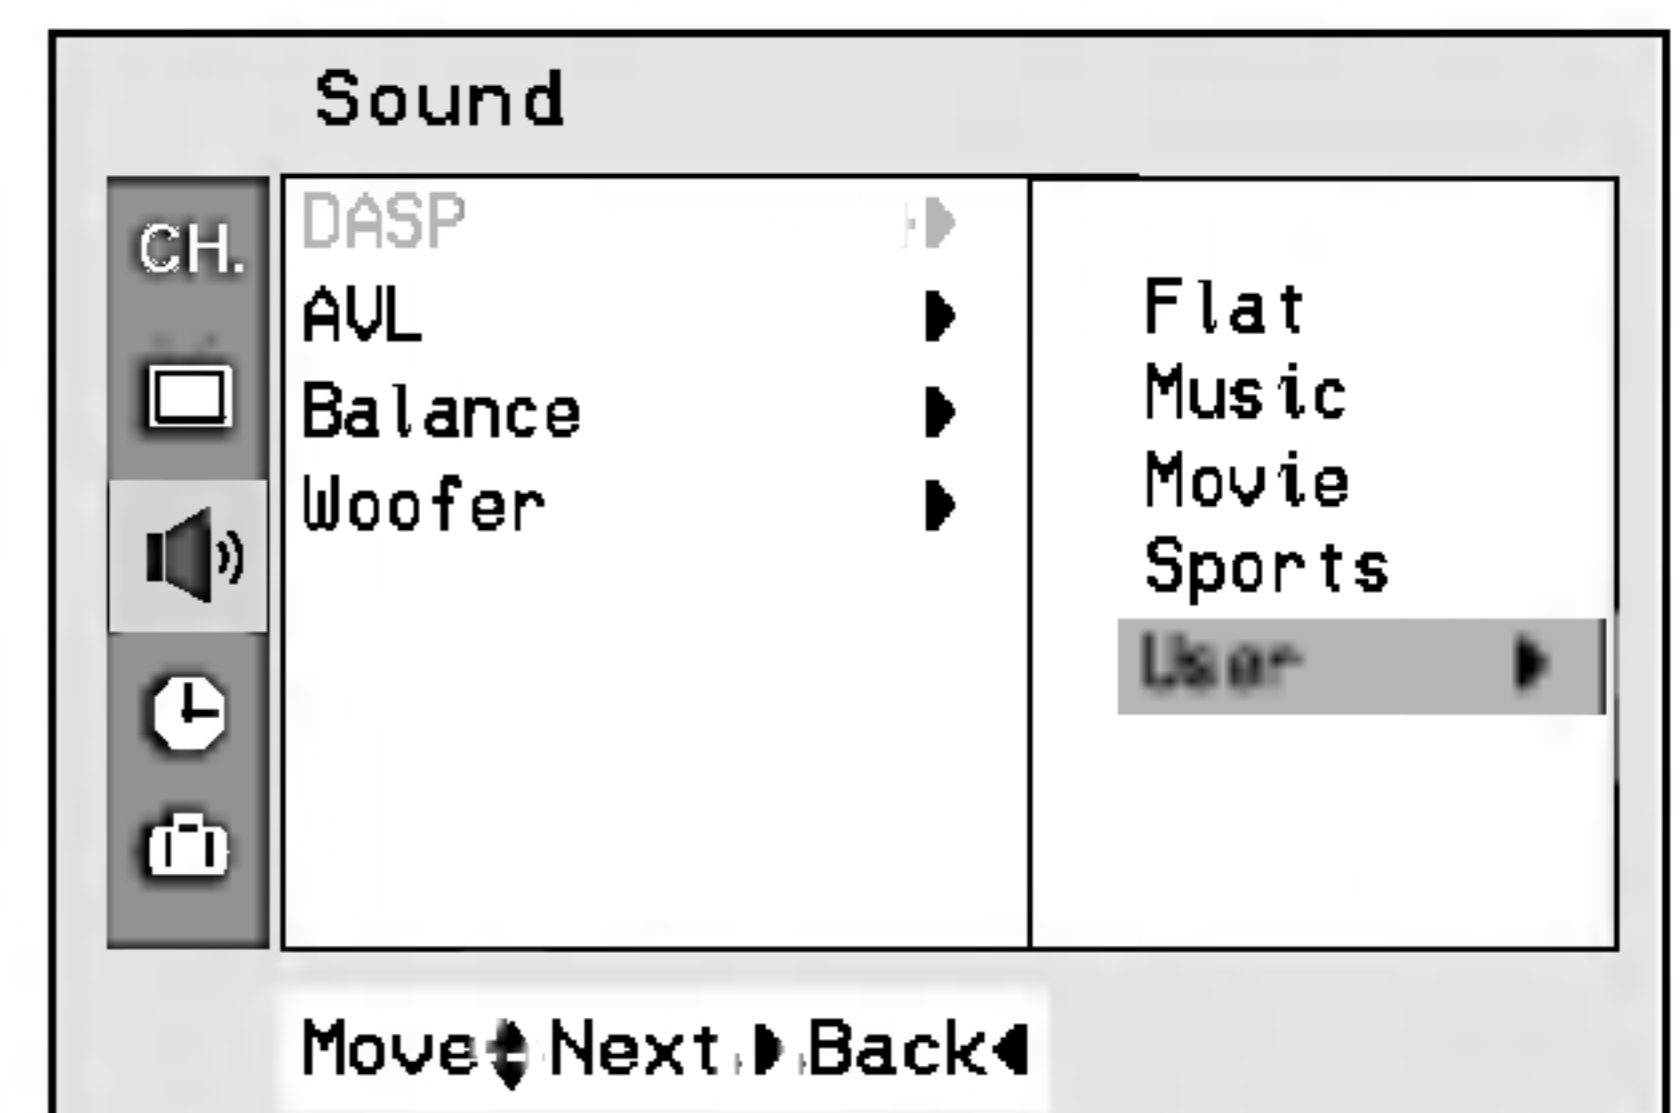 Sound
CH.
DASP
AVL
Balance
Woofer
Flat
Music
Movie
Sports
User
Move Next Back